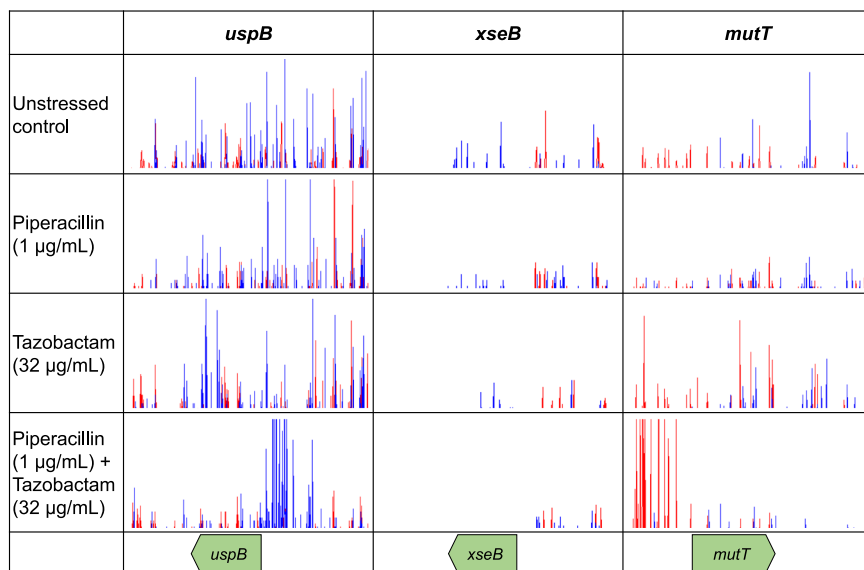 uspB xseB mutT
Unstressed
control
Piperacillin
(1 µg/mL)
Tazobactam
(32 µg/mL)
Piperacillin
(1 µg/mL) +
Tazobactam
(32 µg/mL)
uspB xseB mutT